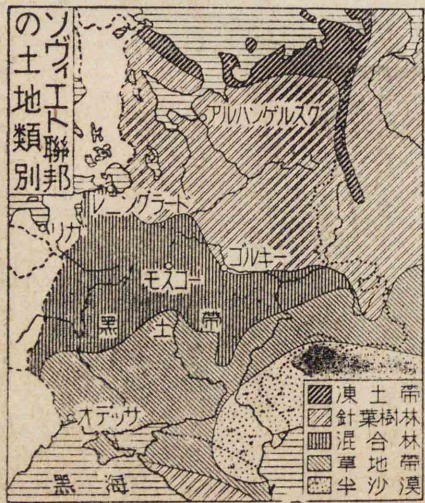 ソヴィエト聯邦
の土地類別
アルハンゲルスク
レニングラート
リガ
ゴルキー
モスコー
黒土帯
オデッサ
黒海
凍土帯
針葉樹林
混合林
草地帯
半沙漠